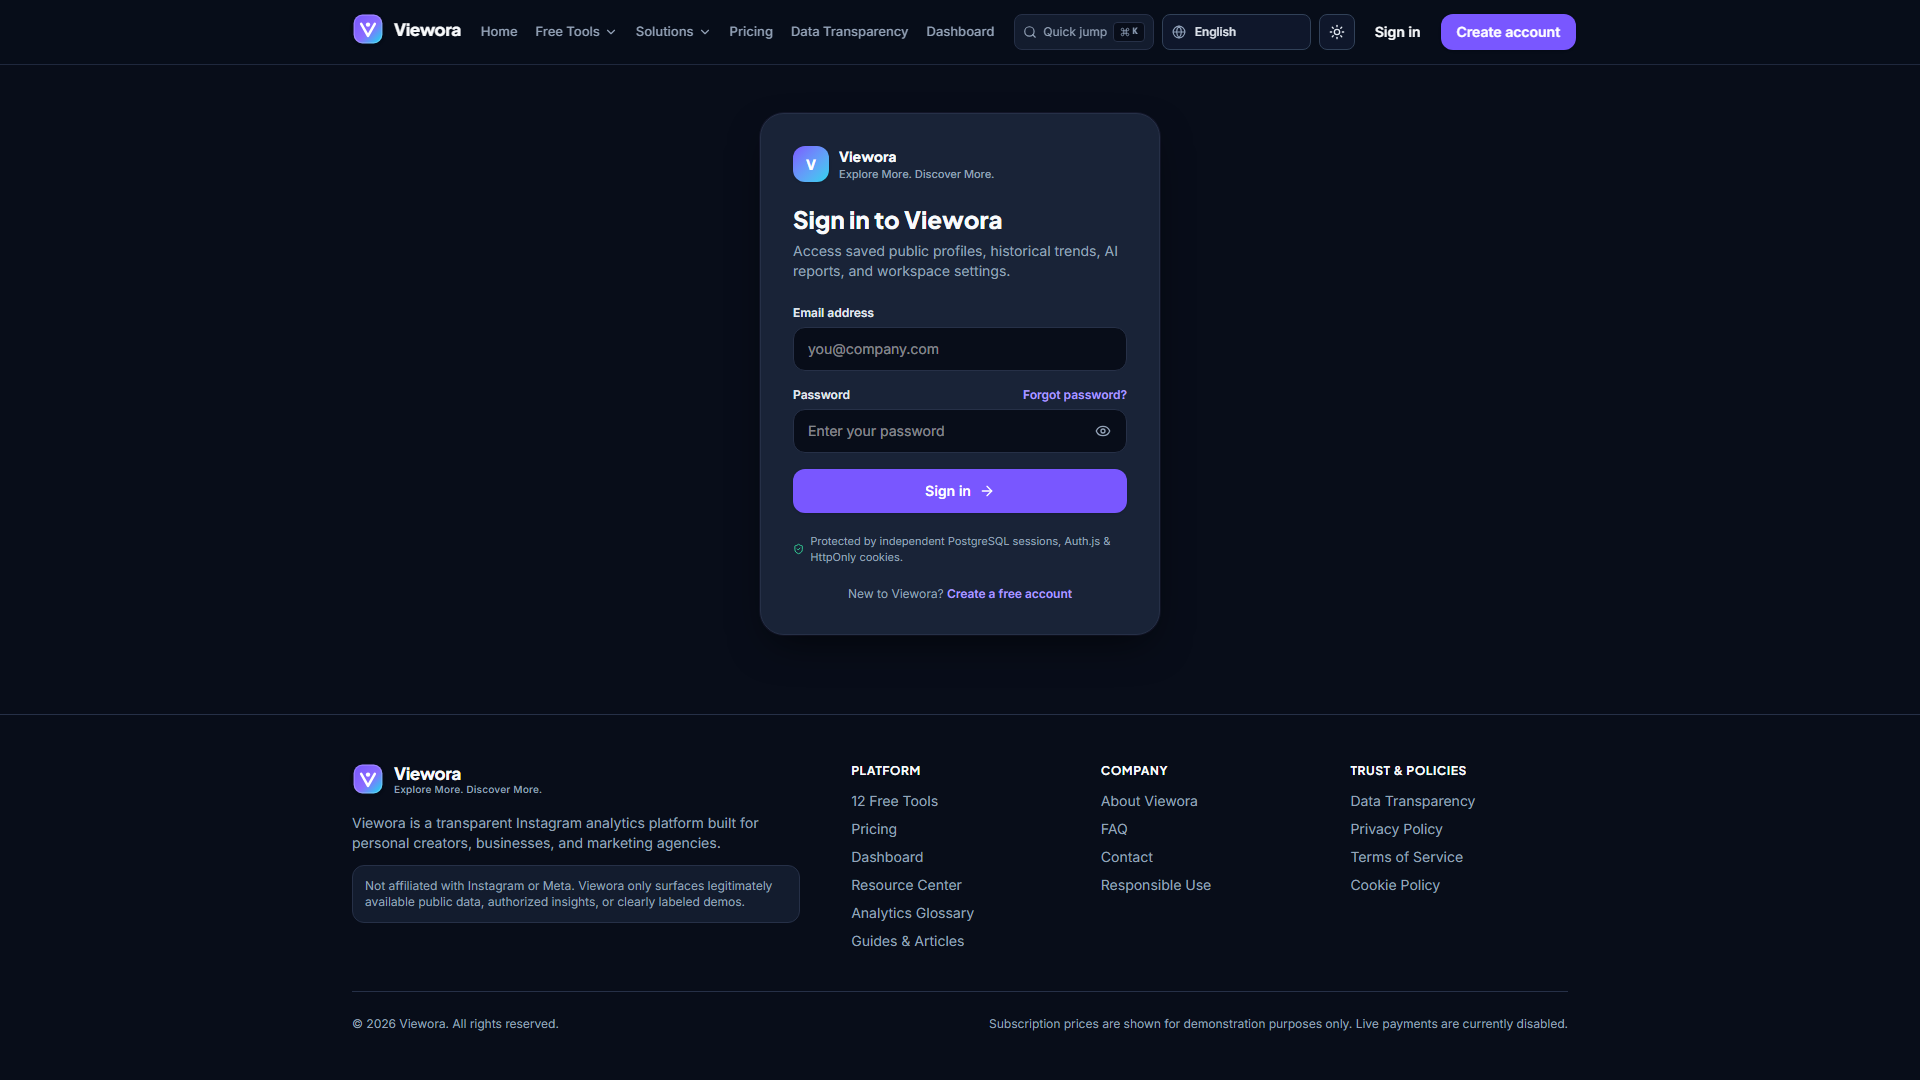 Viewora
Home
Free Tools
Solutions
Pricing
Data Transparency
Dashboard
Quick jump
⌘ K
English
Sign in
Create account
V
Viewora
Explore More. Discover More.
Sign in to Viewora
Access saved public profiles, historical trends, AI
reports, and workspace settings.
Email address
you@company.com
Password
Forgot password?
Enter your password
Sign in →
Protected by independent PostgreSQL sessions, Auth.js &
HttpOnly cookies.
New to Viewora? Create a free account
Viewora
Explore More. Discover More.
Viewora is a transparent Instagram analytics platform built for
personal creators, businesses, and marketing agencies.
Not affiliated with Instagram or Meta. Viewora only surfaces legitimately
available public data, authorized insights, or clearly labeled demos.
PLATFORM
12 Free Tools
Pricing
Dashboard
Resource Center
Analytics Glossary
Guides & Articles
COMPANY
About Viewora
FAQ
Contact
Responsible Use
TRUST & POLICIES
Data Transparency
Privacy Policy
Terms of Service
Cookie Policy
© 2026 Viewora. All rights reserved.
Subscription prices are shown for demonstration purposes only. Live payments are currently disabled.